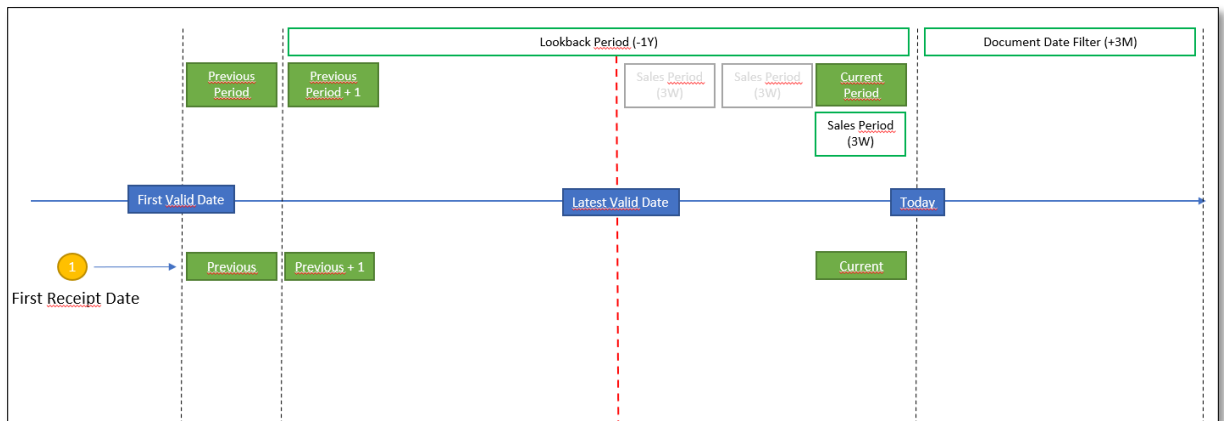 Lookback Period (-1Y)
Document Date Filter (+3M)
Previous
Period
Previous
Period + 1
Sales Period
(3W)
Sales Period
(3W)
Current
Period
Sales Period
(3W)
First Valid Date
Latest Valid Date
Today
1
Previous
Previous + 1
Current
First Receipt Date